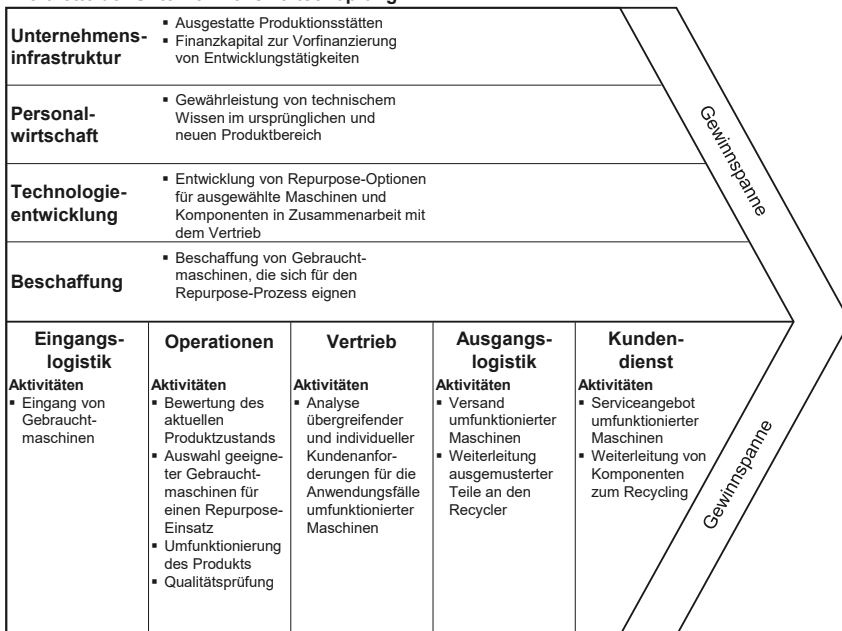 Unternehmens-
infrastruktur
▪ Ausgestatte Produktionsstätten
▪ Finanzkapital zur Vorfinanzierung
von Entwicklungstätigkeiten
Personal-
wirtschaft
▪ Gewährleistung von technischem
Wissen im ursprünglichen und
neuen Produktbereich
Technologie-
entwicklung
▪ Entwicklung von Repurpose-Optionen
für ausgewählte Maschinen und
Komponenten in Zusammenarbeit mit
dem Vertrieb
Beschaffung
▪ Beschaffung von Gebraucht-
maschinen, die sich für den
Repurpose-Prozess eignen
Gewinnspanne
Eingangs-
logistik
Aktivitäten
▪ Eingang von
Gebraucht-
maschinen
Operationen
Aktivitäten
▪ Bewertung des
aktuellen
Produktzustands
▪ Auswahl geeigne-
ter Gebraucht-
maschinen für
einen Repurpose-
Einsatz
▪ Umfunktionierung
des Produkts
▪ Qualitätsprüfung
Vertrieb
Aktivitäten
▪ Analyse
übergreifender
und individueller
Kundenanfor-
derungen für die
Anwendungsfälle
umfunktionierter
Maschinen
Ausgangs-
logistik
Aktivitäten
▪ Versand
umfunktionierter
Maschinen
▪ Weiterleitung
ausgemusterter
Teile an den
Recycler
Kunden-
dienst
Aktivitäten
▪ Serviceangebot
umfunktionierter
Maschinen
▪ Weiterleitung von
Komponenten
zum Recycling
Gewinnspanne